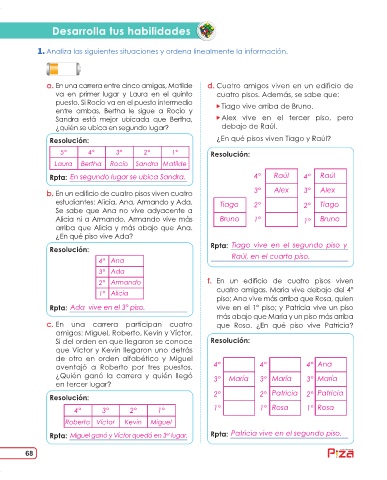 Desarrolla tus habilidades
1. Analiza las siguientes situaciones y ordena linealmente la información.
a. En una carrera entre cinco amigas, Matilde
va en primer lugar y Laura en el quinto
puesto. Si Rocío va en el puesto intermedio
entre ambas, Bertha le sigue a Rocío y
Sandra está mejor ubicada que Bertha,
¿quién se ubica en segundo lugar?
Resolución:
5° 4° 3° 2° 1°
Laura Bertha Rocío Sandra Matilde
Rpta: En segundo lugar se ubica Sandra.
b. En un edificio de cuatro pisos viven cuatro
estudiantes: Alicia, Ana, Armando y Ada.
Se sabe que Ana no vive adyacente a
Alicia ni a Armando. Armando vive más
arriba que Alicia y más abajo que Ana.
¿En qué piso vive Ada?
Resolución:
4° Ana
3° Ada
2° Armando
1° Alicia
Rpta: Ada vive en el 3° piso.
c. En una carrera participan cuatro
amigos: Miguel, Roberto, Kevin y Víctor.
Si del orden en que llegaron se conoce
que Víctor y Kevin llegaron uno detrás
de otro en orden alfabético y Miguel
aventajó a Roberto por tres puestos,
¿Quién ganó la carrera y quién llegó
en tercer lugar?
Resolución:
4° 3° 2° 1°
Roberto Víctor Kevin Miguel
Rpta: Miguel ganó y Víctor quedó en 3° lugar.
d. Cuatro amigos viven en un edificio de
cuatro pisos. Además, se sabe que:
Tiago vive arriba de Bruno.
Alex vive en el tercer piso, pero
debajo de Raúl.
¿En qué pisos viven Tiago y Raúl?
Resolución:
4° Raúl 4° Raúl
3° Alex 3° Alex
Tiago 2° 2° Tiago
Bruno 1° 1° Bruno
Rpta: Tiago vive en el segundo piso y
Raúl, en el cuarto piso.
f. En un edificio de cuatro pisos viven
cuatro amigas. María vive debajo del 4°
piso; Ana vive más arriba que Rosa, quien
vive en el 1° piso; y Patricia vive un piso
más abajo que María y un piso más arriba
que Rosa. ¿En qué piso vive Patricia?
Resolución:
4° 4° 4° Ana
3° María 3° María 3° María
2° 2° Patricia 2° Patricia
1° 1° Rosa 1° Rosa
Rpta: Patricia vive en el segundo piso.
68
Piza